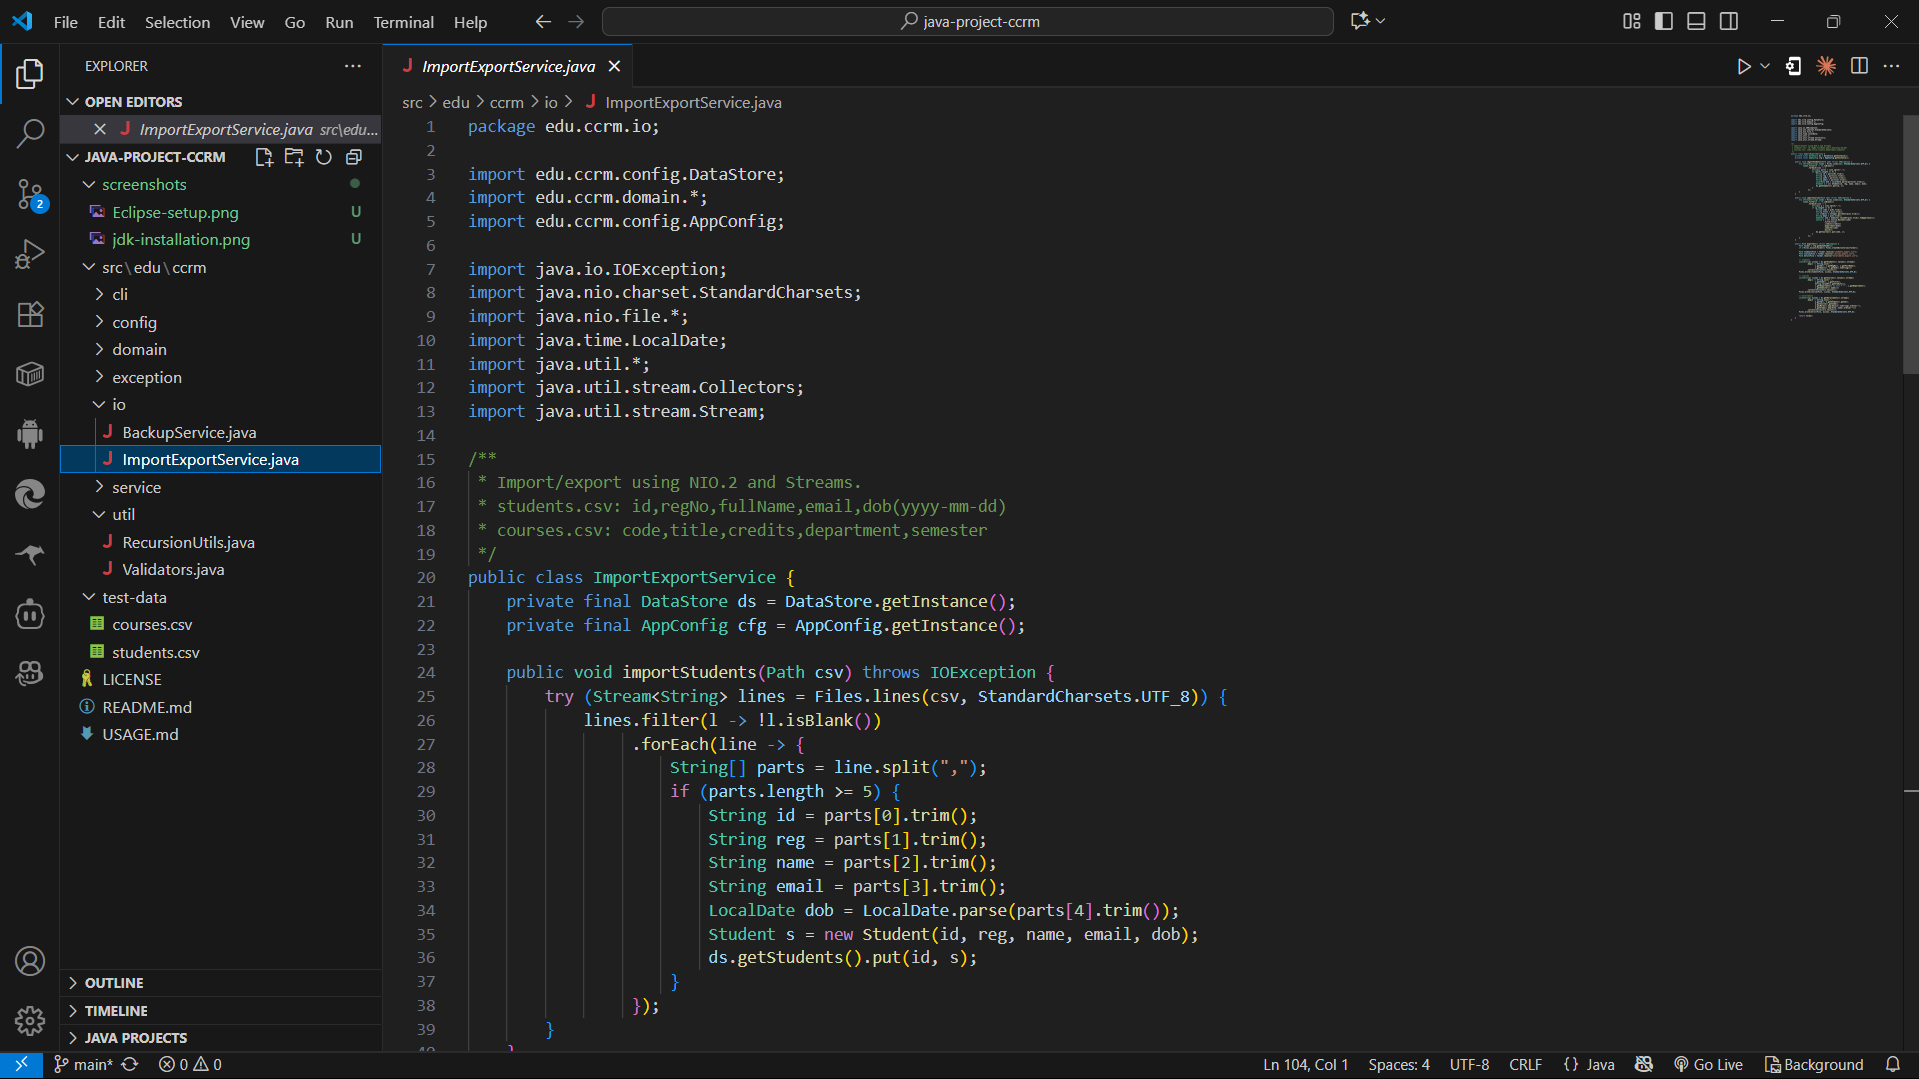 File Edit Selection View Go Run Terminal Help
java-project-ccrm
EXPLORER
OPEN EDITORS
ImportExportService.java src\edu...
JAVA-PROJECT-CCRM
screenshots
Eclipse-setup.png U
jdk-installation.png U
src\edu\ccrm
cli
config
domain
exception
io
BackupService.java
ImportExportService.java
service
util
RecursionUtils.java
Validators.java
test-data
courses.csv
students.csv
LICENSE
README.md
USAGE.md
OUTLINE
TIMELINE
JAVA PROJECTS
2
ImportExportService.java
src > edu > ccrm > io > ImportExportService.java
1 package edu.ccrm.io;
2
3 import edu.ccrm.config.DataStore;
4 import edu.ccrm.domain.*;
5 import edu.ccrm.config.AppConfig;
6
7 import java.io.IOException;
8 import java.nio.charset.StandardCharsets;
9 import java.nio.file.*;
10 import java.time.LocalDate;
11 import java.util.*;
12 import java.util.stream.Collectors;
13 import java.util.stream.Stream;
14
15 /**
16 * Import/export using NIO.2 and Streams.
17 * students.csv: id,regNo,fullName,email,dob(yyyy-mm-dd)
18 * courses.csv: code,title,credits,department,semester
19 */
20 public class ImportExportService {
21 private final DataStore ds = DataStore.getInstance();
22 private final AppConfig cfg = AppConfig.getInstance();
23
24 public void importStudents(Path csv) throws IOException {
25 try (Stream<String> lines = Files.lines(csv, StandardCharsets.UTF_8)) {
26 lines.filter(l -> !l.isBlank())
27 .forEach(line -> {
28 String[] parts = line.split(",");
29 if (parts.length >= 5) {
30 String id = parts[0].trim();
31 String reg = parts[1].trim();
32 String name = parts[2].trim();
33 String email = parts[3].trim();
34 LocalDate dob = LocalDate.parse(parts[4].trim());
35 Student s = new Student(id, reg, name, email, dob);
36 ds.getStudents().put(id, s);
37 }
38 });
39 }
main* 0 0 Ln 104, Col 1 Spaces: 4 UTF-8 CRLF {} Java Go Live Background